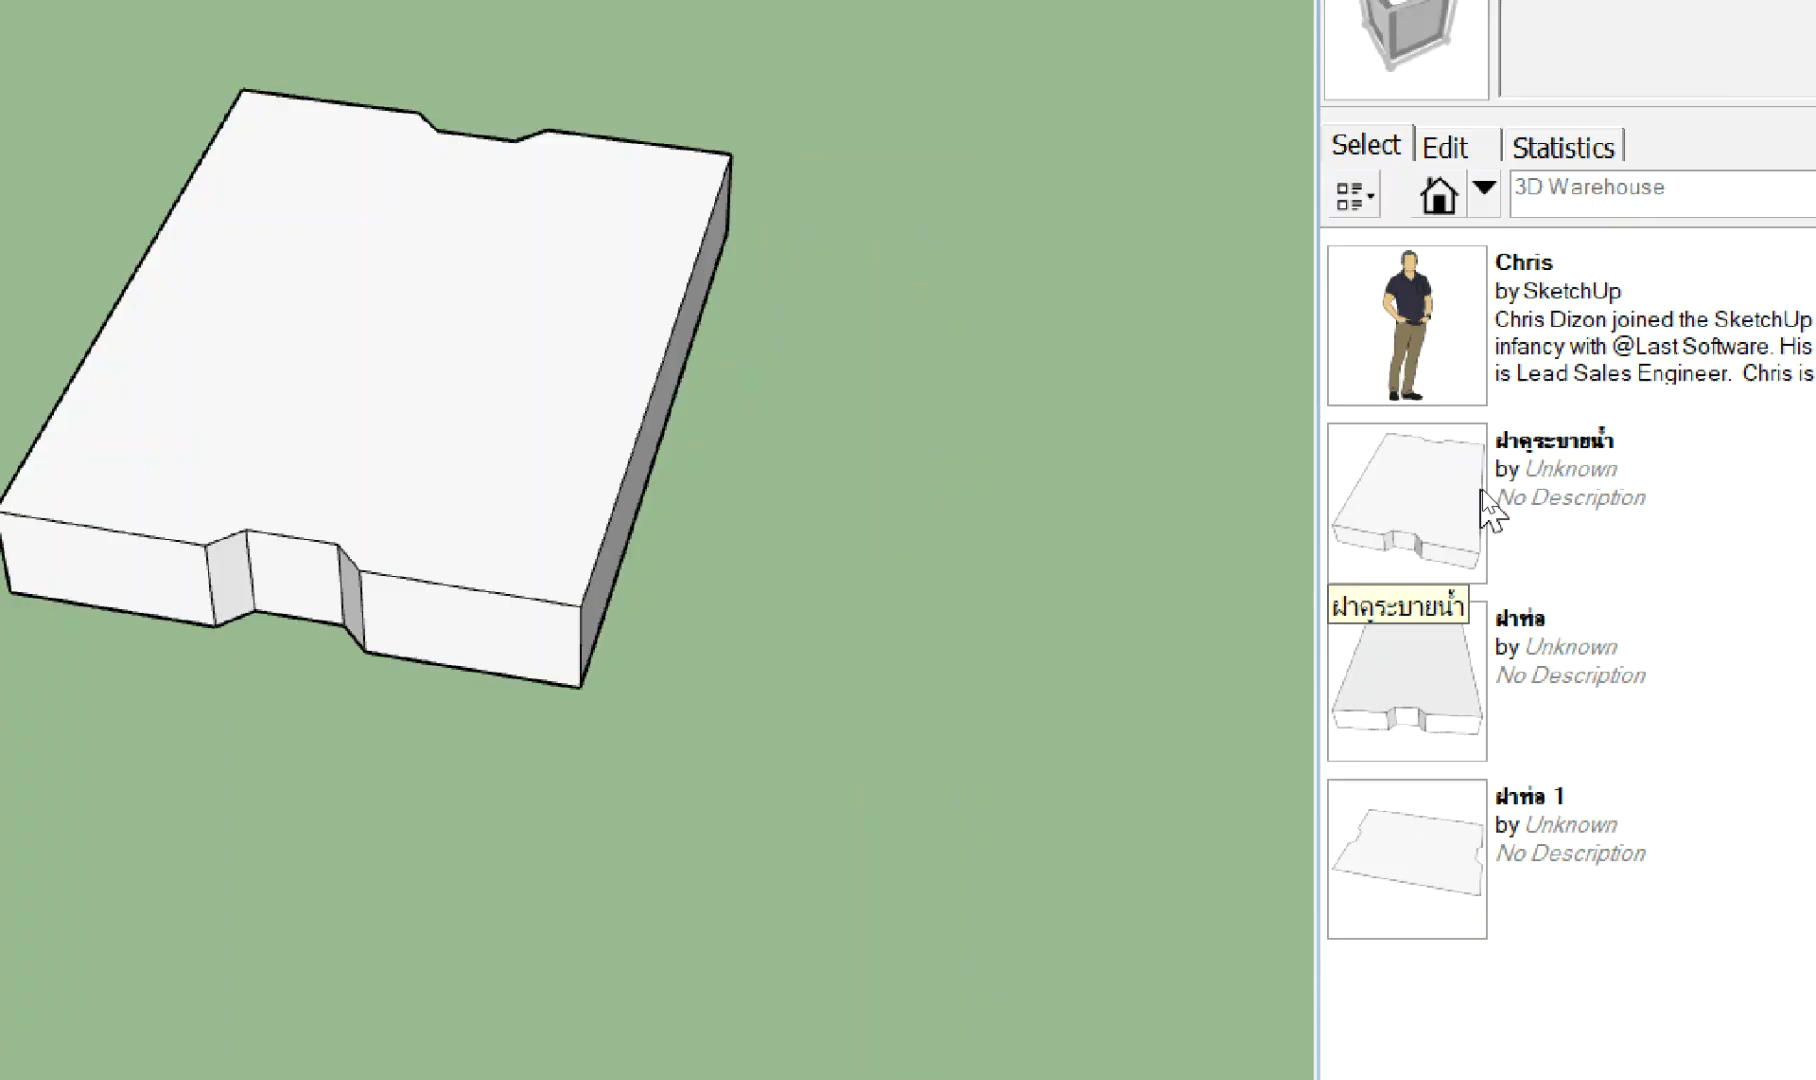 Select
Edit
Statistics
3D Warehouse
Chris
by SketchUp
Chris Dizon joined the SketchUp
infancy with @Last Software. His
is Lead Sales Engineer. Chris is
ฝาคูระบายน้ำ
by Unknown
No Description
ฝาคูระบายน้ำ
ฝาท่อ
by Unknown
No Description
ฝาท่อ 1
by Unknown
No Description